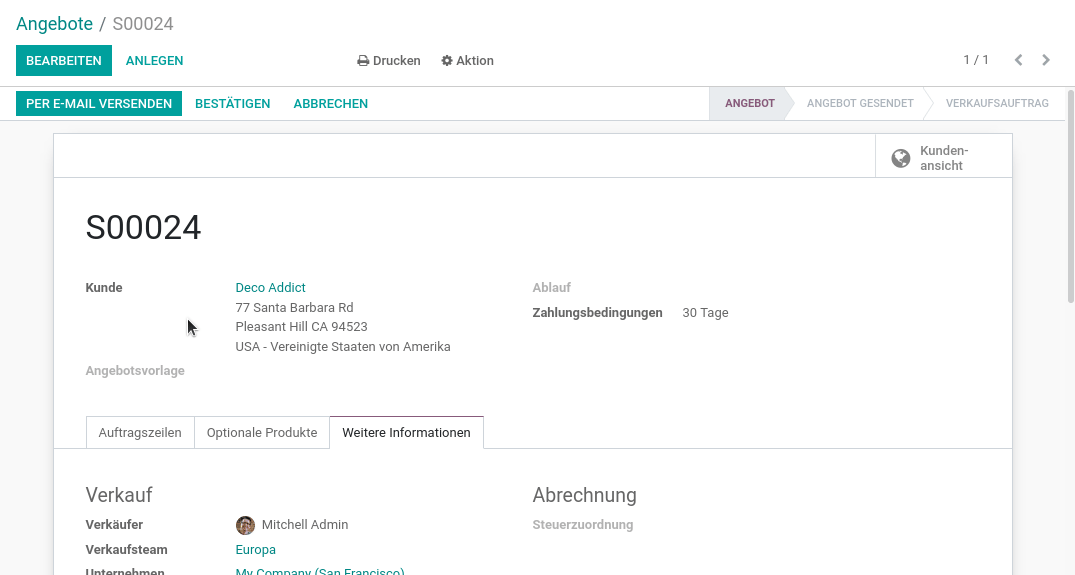 Angebote / S00024
BEARBEITEN ANLEGEN Drucken Aktion 1 / 1
PER E-MAIL VERSENDEN BESTÄTIGEN ABBRECHEN ANGEBOT ANGEBOT GESENDET VERKAUFSAUFTRAG
Kunden-
ansicht
S00024
Kunde Deco Addict Ablauf
77 Santa Barbara Rd Zahlungsbedingungen 30 Tage
Pleasant Hill CA 94523
USA - Vereinigte Staaten von Amerika
Angebotsvorlage
Auftragszeilen Optionale Produkte Weitere Informationen
Verkauf Abrechnung
Verkäufer Mitchell Admin Steuerzuordnung
Verkaufsteam Europa
Unternehmen My Company (San Francisco)